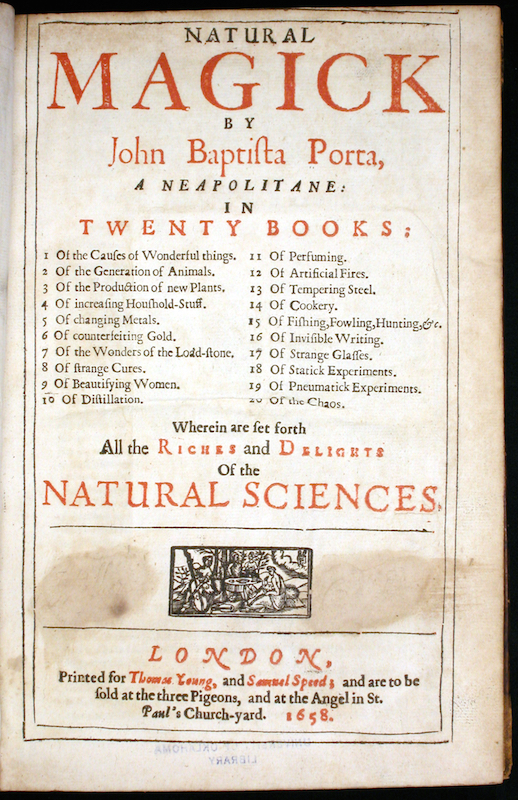 NATURAL
MAGICK
BY
John Baptiſta Porta,
A NEAPOLITANE:
IN
TWENTY BOOKS:
1 Of the Cauſes of Wonderful things.
2 Of the Generation of Animals.
3 Of the Production of new Plants.
4 Of increaſing Houſhold-Stuff.
5 Of changing Metals.
6 Of counterfeiting Gold.
7 Of the Wonders of the Load-ſtone.
8 Of ſtrange Cures.
9 Of Beautifying Women.
10 Of Diſtillation.
11 Of Perfuming.
12 Of Artificial Fires.
13 Of Tempering Steel.
14 Of Cookery.
15 Of Fiſhing, Fowling, Hunting, &c.
16 Of Inviſible Writing.
17 Of Strange Glaſſes.
18 Of Statick Experiments.
19 Of Pneumatick Experiments.
20 Of the Chaos.
Wherein are ſet forth
All the RICHES and DELIGHTS
Of the
NATURAL SCIENCES.
LONDON,
Printed for Thomas Young, and Samuel Speed; and are to be
ſold at the three Pigeons, and at the Angel in St.
Paul's Church-yard. 1658.
OKLAHOMA
LIBRARY